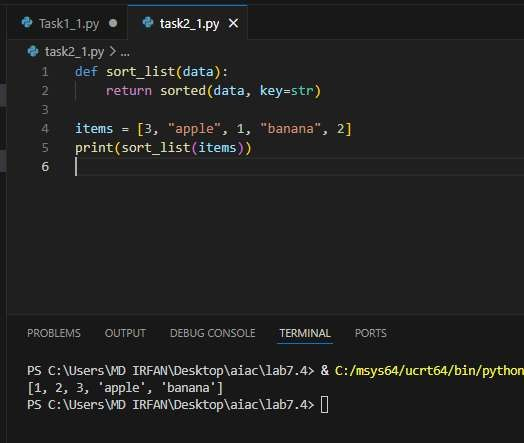 Task1_1.py
task2_1.py
task2_1.py > ...
1 def sort_list(data):
2     return sorted(data, key=str)
3
4 items = [3, "apple", 1, "banana", 2]
5 print(sort_list(items))
6
PROBLEMS OUTPUT DEBUG CONSOLE TERMINAL PORTS
PS C:\Users\MD IRFAN\Desktop\aiac\lab7.4> & C:/msys64/ucrt64/bin/python
[1, 2, 3, 'apple', 'banana']
PS C:\Users\MD IRFAN\Desktop\aiac\lab7.4>